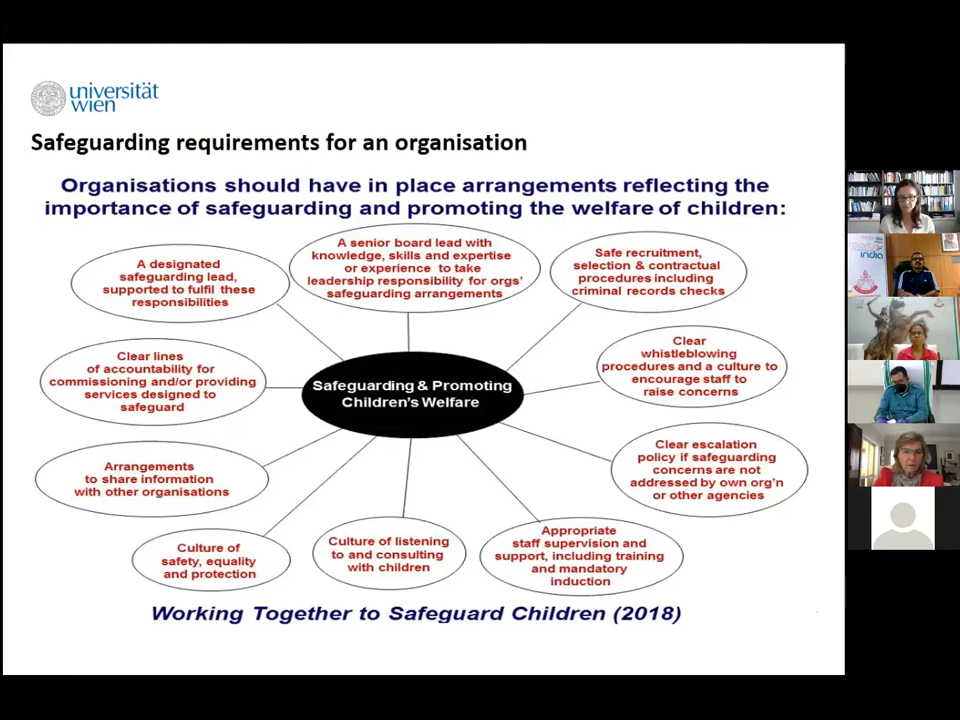 universität
wien
Safeguarding requirements for an organisation
Organisations should have in place arrangements reflecting the
importance of safeguarding and promoting the welfare of children:
A designated
safeguarding lead,
supported to fulfil these
responsibilities
A senior board lead with
knowledge, skills and expertise
or experience to take
leadership responsibility for orgs'
safeguarding arrangements
Safe recruitment,
selection & contractual
procedures including
criminal records checks
Clear lines
of accountability for
commissioning and/or providing
services designed to
safeguard
Safeguarding & Promoting
Children's Welfare
Clear
whistleblowing
procedures and a culture to
encourage staff to
raise concerns
Arrangements
to share information
with other organisations
Clear escalation
policy if safeguarding
concerns are not
addressed by own org'n
or other agencies
Culture of
safety, equality
and protection
Culture of listening
to and consulting
with children
Appropriate
staff supervision and
support, including training
and mandatory
induction
Working Together to Safeguard Children (2018)
india